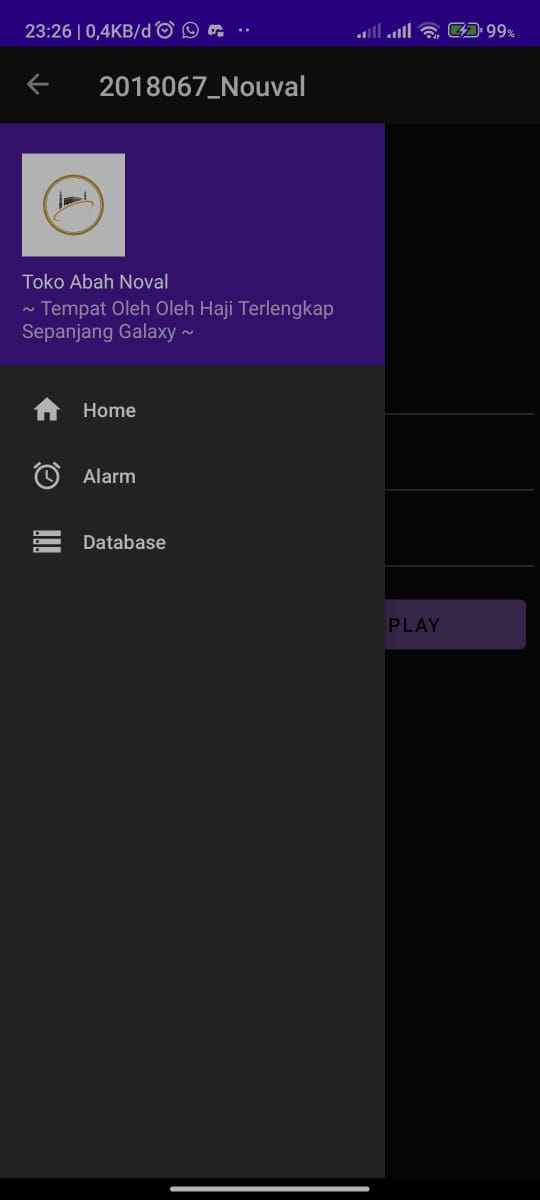 23:26 | 0,4KB/d
99%
2018067_Nouval
Toko Abah Noval
~ Tempat Oleh Oleh Haji Terlengkap
Sepanjang Galaxy ~
Home
Alarm
Database
PLAY